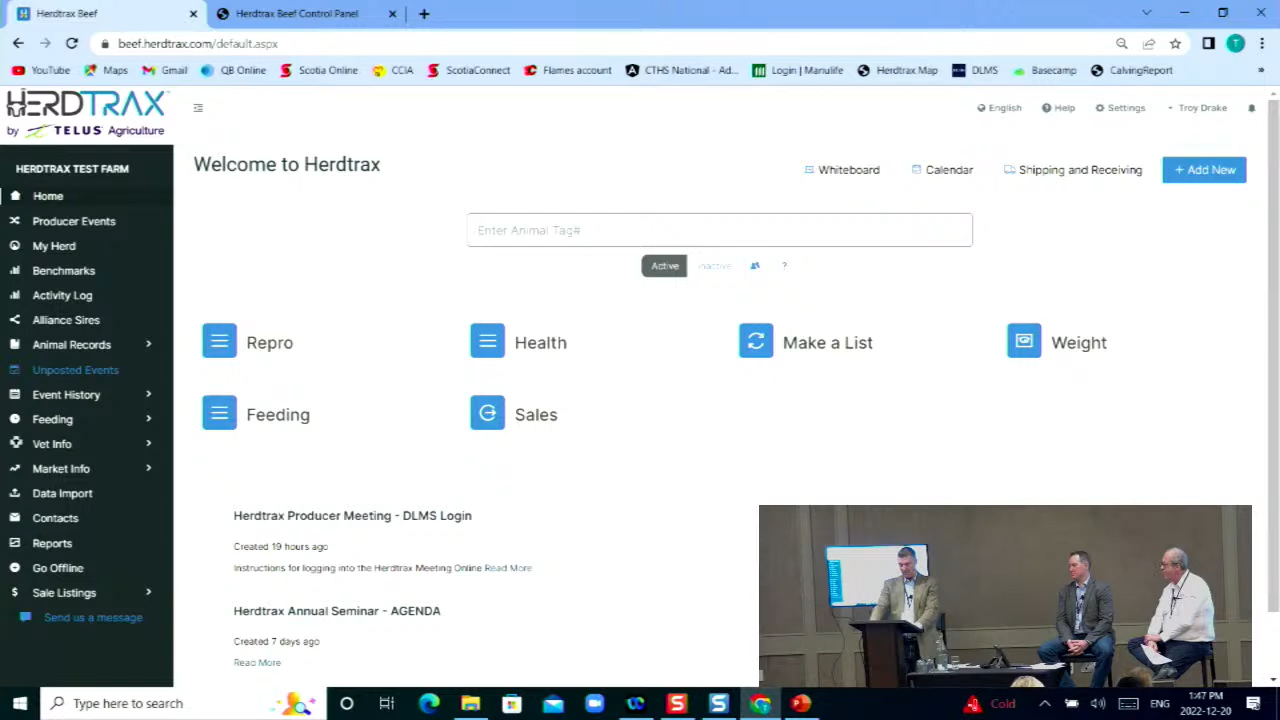 Herdtrax Beef
Herdtrax Beef Control Panel
beef.herdtrax.com/default.aspx
YouTube Maps Gmail QB Online Scotia Online CCIA ScotiaConnect Flames account CTHS National - Ad... Login | Manulife Herdtrax Map DLMS Basecamp CalvingReport »
HERDTRAX
by TELUS Agriculture
English Help Settings Troy Drake
HERDTRAX TEST FARM
Home
Producer Events
My Herd
Benchmarks
Activity Log
Alliance Sires
Animal Records
Unposted Events
Event History
Feeding
Vet Info
Market Info
Data Import
Contacts
Reports
Go Offline
Sale Listings
Send us a message
Welcome to Herdtrax
Whiteboard Calendar Shipping and Receiving + Add New
Enter Animal Tag#
Active Inactive ?
Repro Health Make a List Weight
Feeding Sales
Herdtrax Producer Meeting - DLMS Login
Created 19 hours ago
Instructions for logging into the Herdtrax Meeting Online Read More
Herdtrax Annual Seminar - AGENDA
Created 7 days ago
Read More
Type here to search
Cold
ENG
1:47 PM
2022-12-20